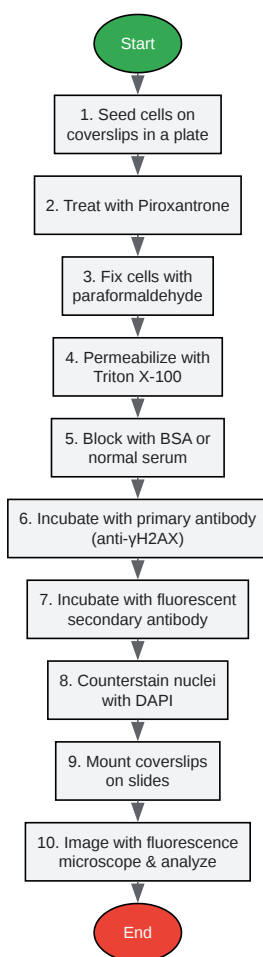 Start
1. Seed cells on
coverslips in a plate
2. Treat with Piroxantrone
3. Fix cells with
paraformaldehyde
4. Permeabilize with
Triton X-100
5. Block with BSA or
normal serum
6. Incubate with primary antibody
(anti-γH2AX)
7. Incubate with fluorescent
secondary antibody
8. Counterstain nuclei
with DAPI
9. Mount coverslips
on slides
10. Image with fluorescence
microscope & analyze
End